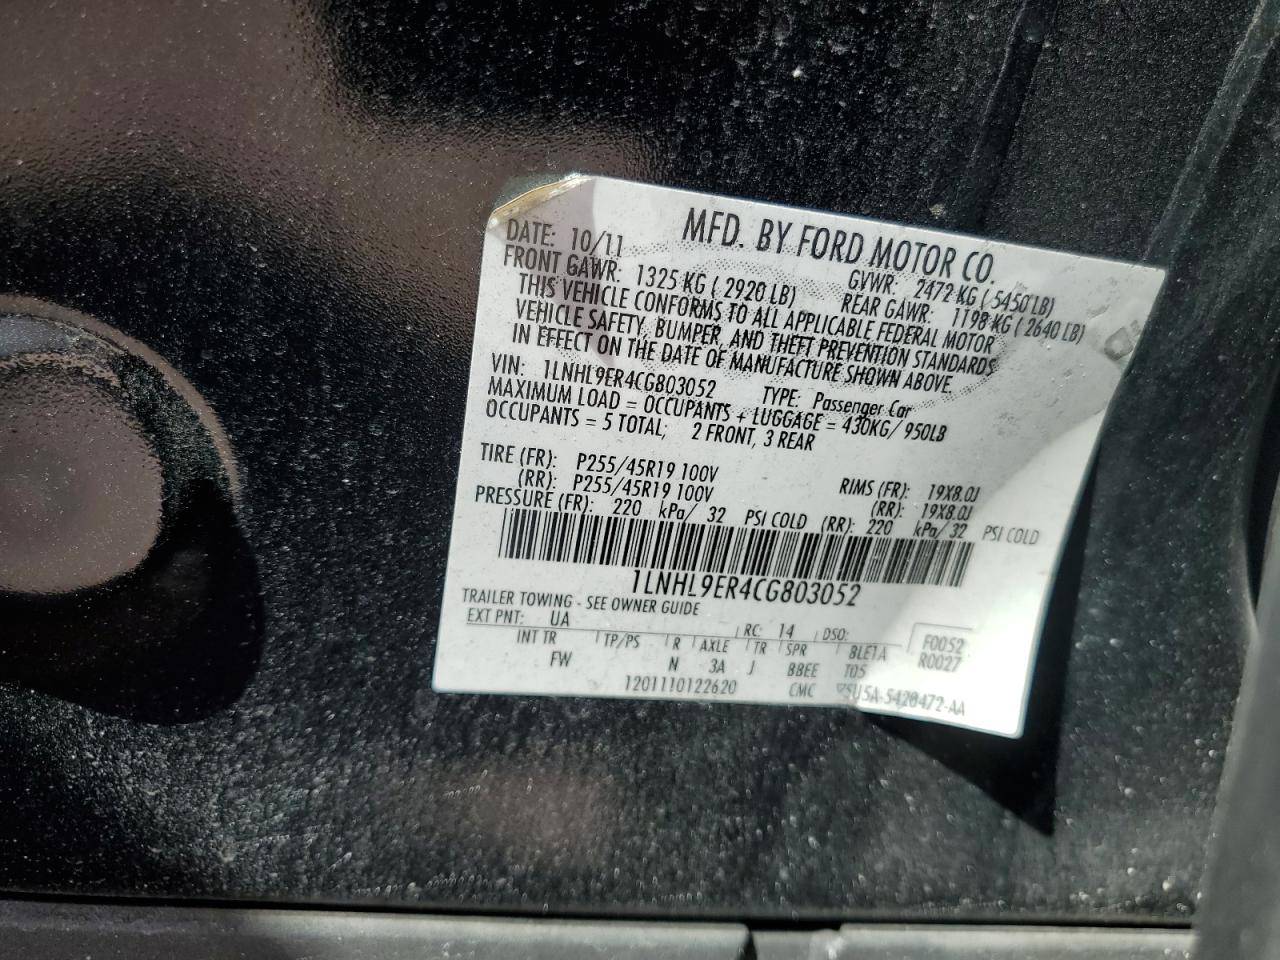 MFD. BY FORD MOTOR CO.
DATE: 10/11 GVWR: 2472 KG ( 5450 LB)
FRONT GAWR: 1325 KG ( 2920 LB) REAR GAWR: 1198 KG ( 2640 LB)
THIS VEHICLE CONFORMS TO ALL APPLICABLE FEDERAL MOTOR
VEHICLE SAFETY, BUMPER, AND THEFT PREVENTION STANDARDS
IN EFFECT ON THE DATE OF MANUFACTURE SHOWN ABOVE.
VIN: 1LNHL9ER4CG803052 TYPE: Passenger Car
MAXIMUM LOAD = OCCUPANTS + LUGGAGE = 430KG/ 950LB
OCCUPANTS = 5 TOTAL; 2 FRONT, 3 REAR
TIRE (FR): P255/45R19 100V RIMS (FR): 19X8.0J
(RR): P255/45R19 100V (RR): 19X8.0J
PRESSURE (FR): 220 kPa/ 32 PSI COLD (RR): 220 kPa/ 32 PSI COLD
1LNHL9ER4CG803052
TRAILER TOWING - SEE OWNER GUIDE
EXT PNT: UA RC: 14 DSO: F0052
INT TR TP/PS R AXLE TR SPR R0027
FW N 3A J BBEE T05
1201110122620 CMC 5U5A-5420472-AA